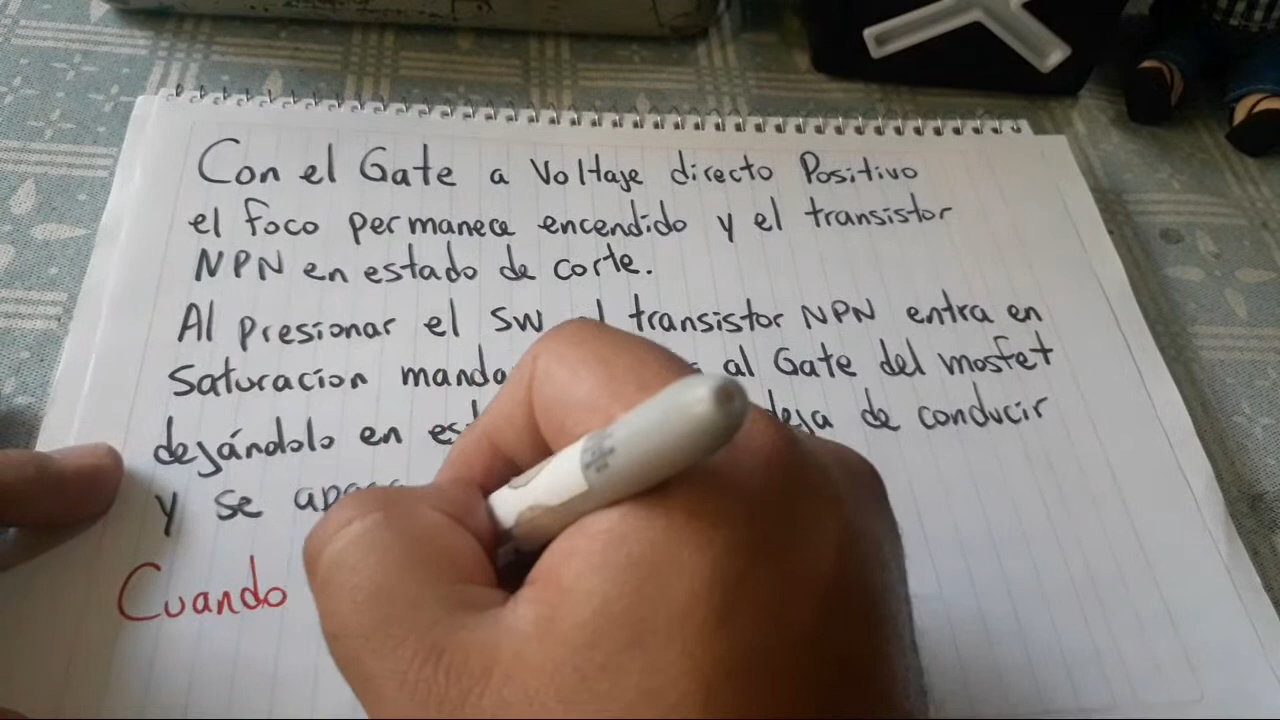 Con el Gate a Voltaje directo Positivo
el foco permanece encendido y el transistor
NPN en estado de corte.
Al presionar el SW transistor NPN entra en
Saturacion al Gate del mosfet
dejándolo en de conducir
y se
Cuando